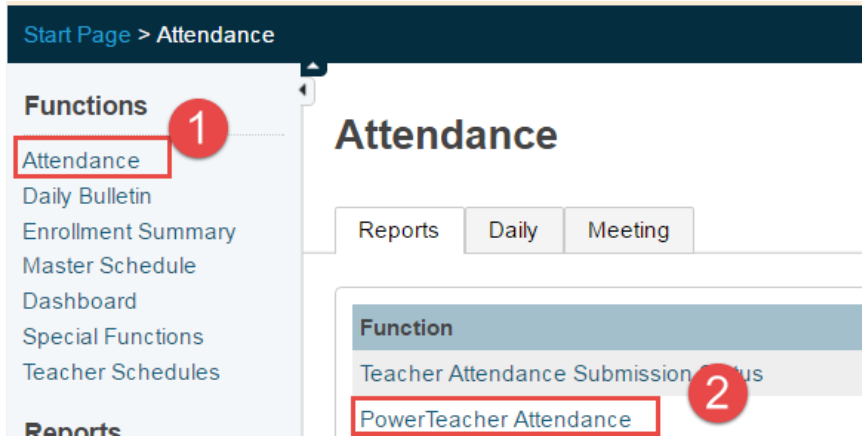 Start Page > Attendance
Functions
1
Attendance
Daily Bulletin
Enrollment Summary
Master Schedule
Dashboard
Special Functions
Teacher Schedules
Reports
Attendance
Reports Daily Meeting
Function
Teacher Attendance Submission
2
PowerTeacher Attendance